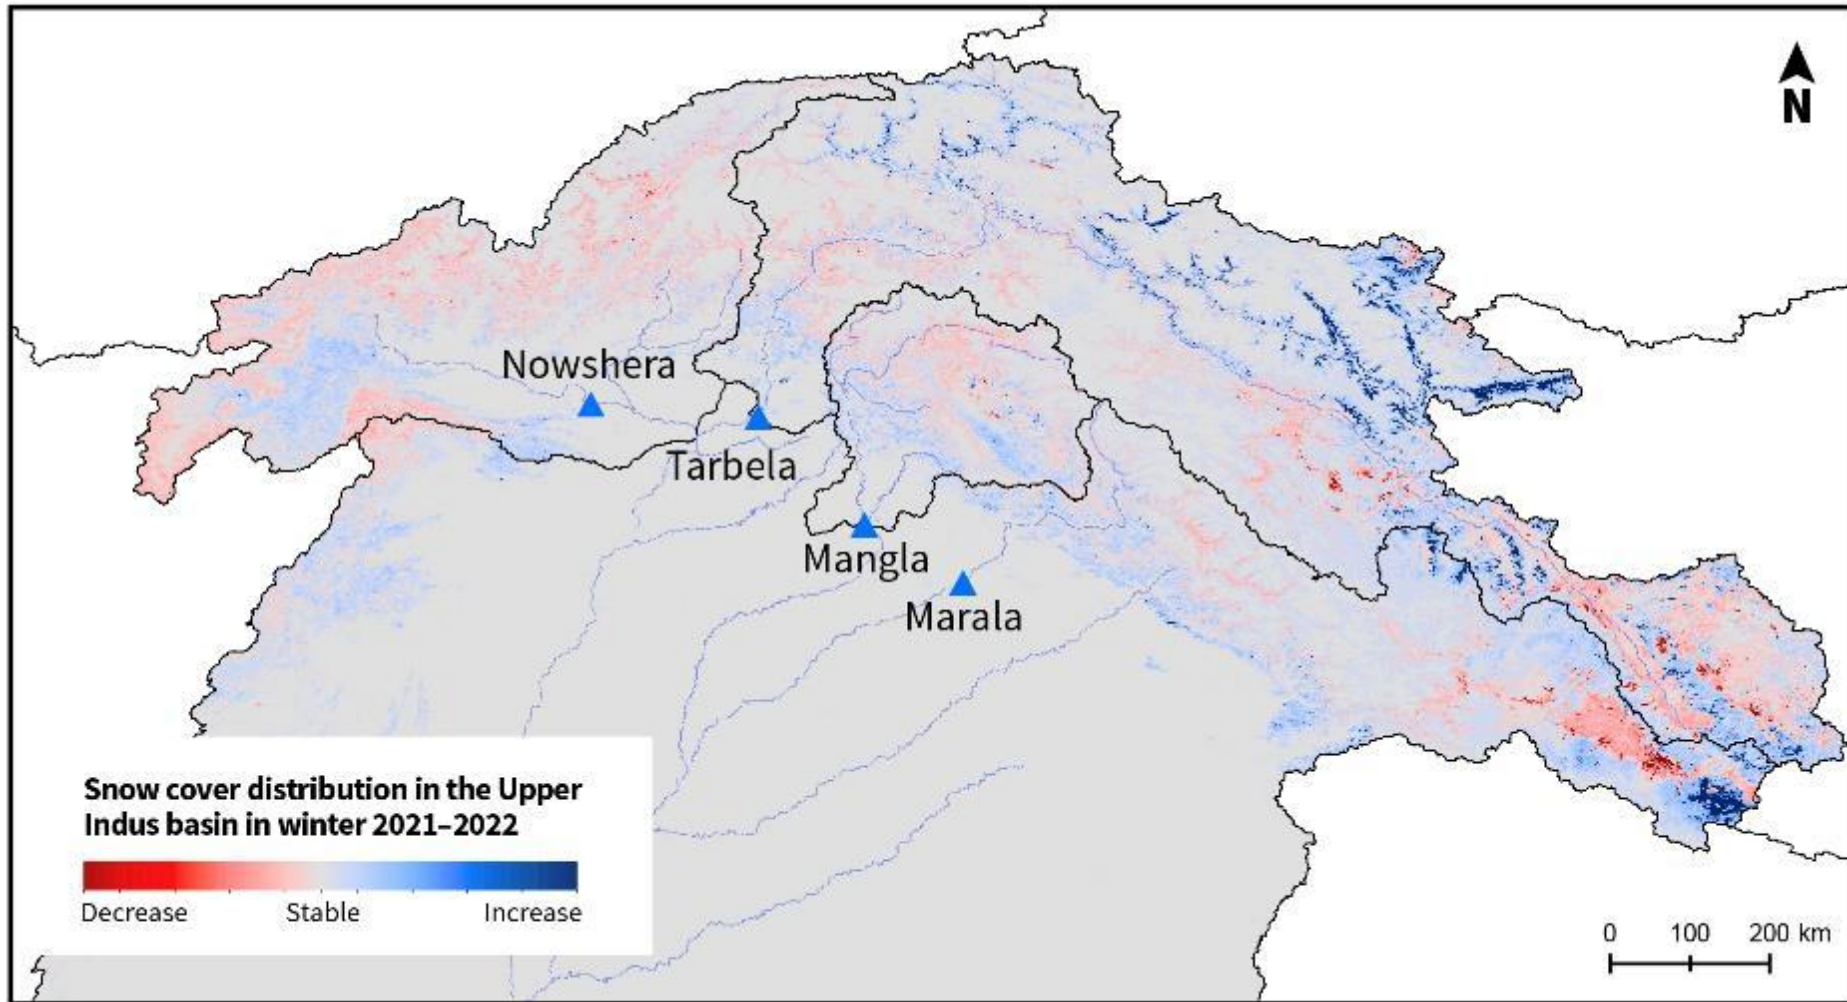 N
Nowshera
Tarbela
Mangla
Marala
Snow cover distribution in the Upper
Indus basin in winter 2021–2022
Decrease Stable Increase
0 100 200 km